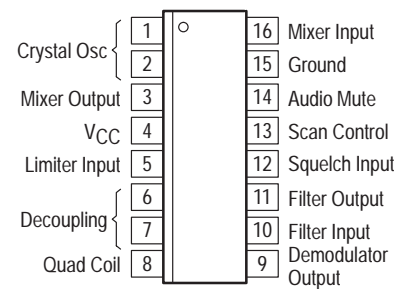 Crystal Osc
1
2
Mixer Output 3
VCC 4
Limiter Input 5
Decoupling
6
7
Quad Coil 8
16 Mixer Input
15 Ground
14 Audio Mute
13 Scan Control
12 Squelch Input
11 Filter Output
10 Filter Input
9 Demodulator
Output